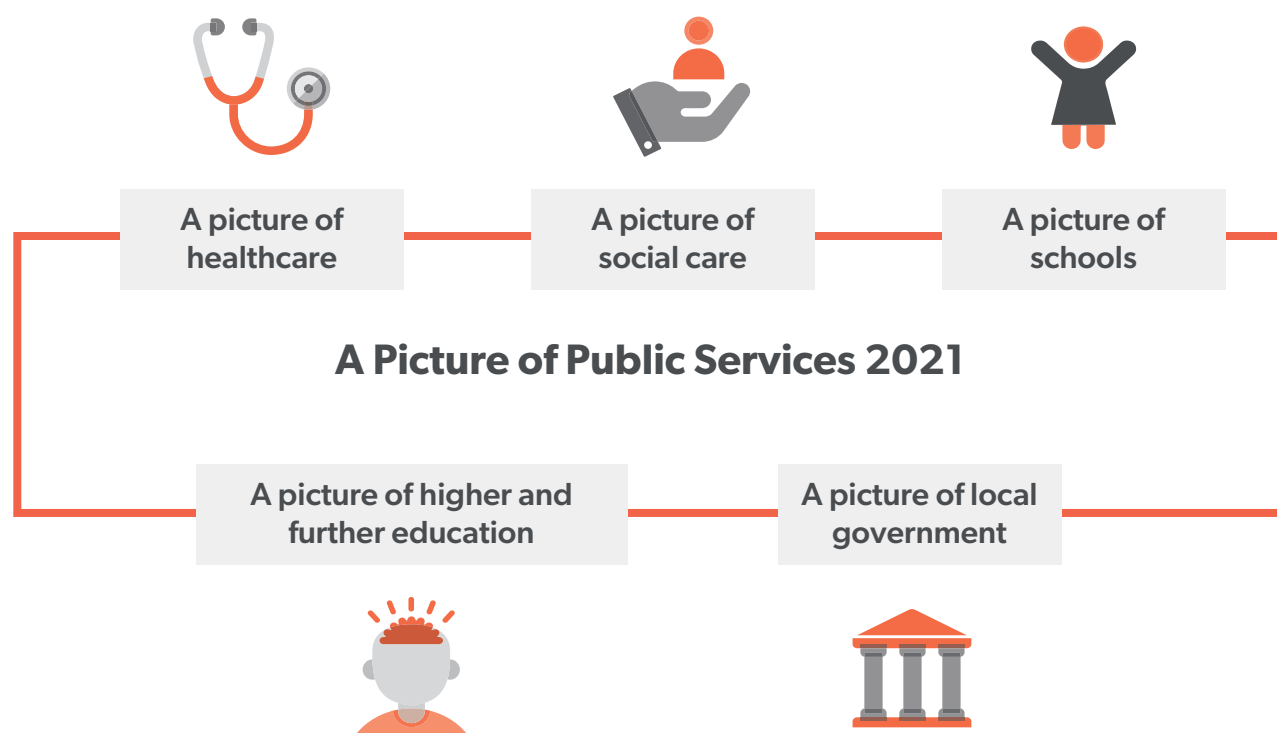 A picture of
healthcare
A picture of
social care
A picture of
schools
A Picture of Public Services 2021
A picture of higher and
further education
A picture of local
government